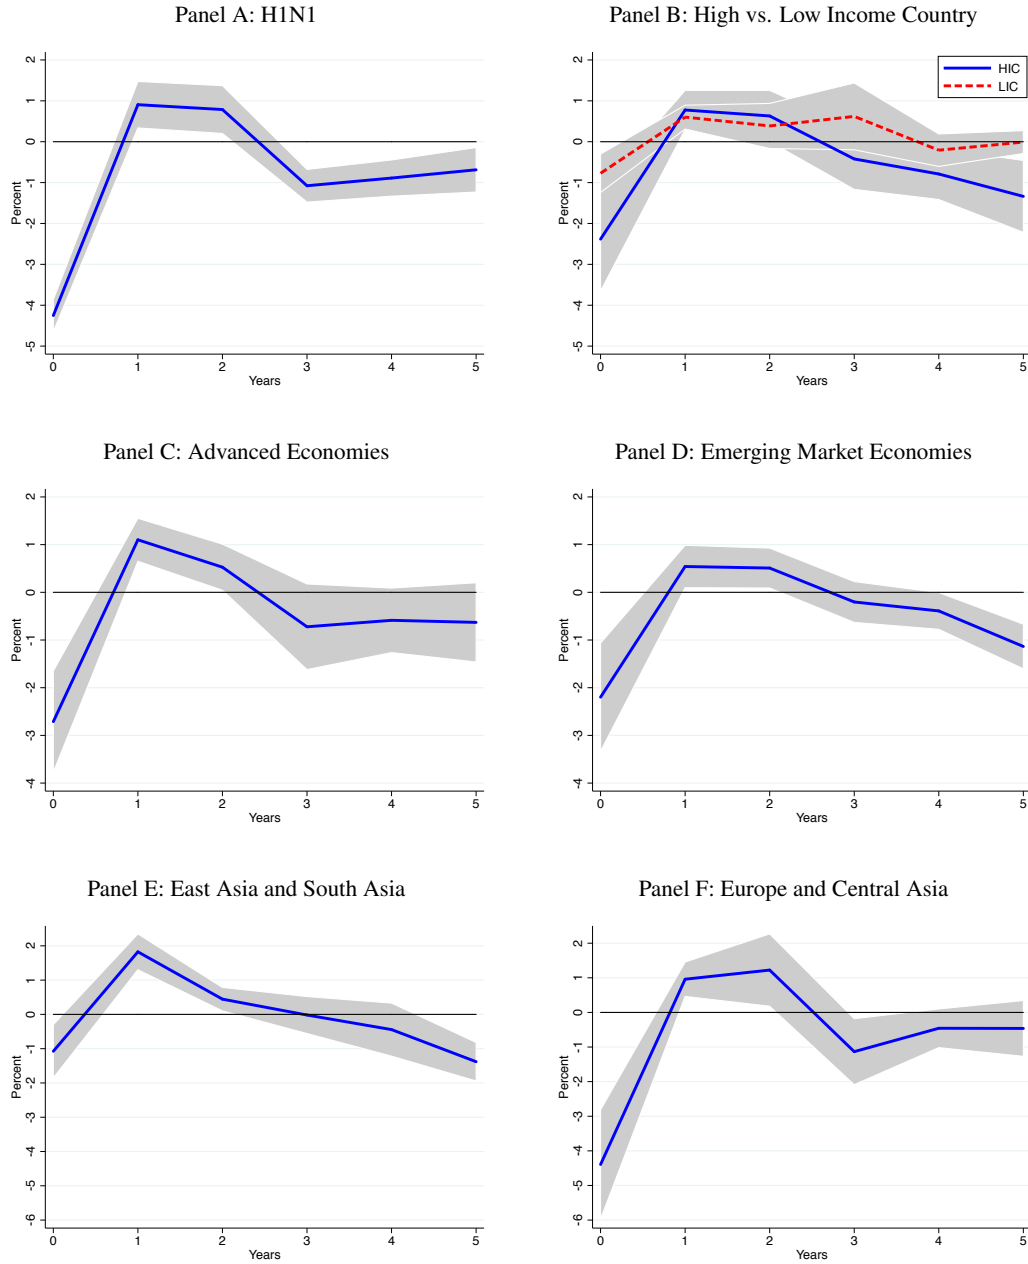 Panel A: H1N1
2
1
0
-1
-2
-3
-4
-5
Percent
0 1 2 3 4 5
Years
Panel B: High vs. Low Income Country
HIC
LIC
2
1
0
-1
-2
-3
-4
-5
Percent
0 1 2 3 4 5
Years
Panel C: Advanced Economies
2
1
0
-1
-2
-3
-4
Percent
0 1 2 3 4 5
Years
Panel D: Emerging Market Economies
2
1
0
-1
-2
-3
-4
Percent
0 1 2 3 4 5
Years
Panel E: East Asia and South Asia
2
1
0
-1
-2
-3
-4
-5
-6
Percent
0 1 2 3 4 5
Years
Panel F: Europe and Central Asia
2
1
0
-1
-2
-3
-4
-5
-6
Percent
0 1 2 3 4 5
Years